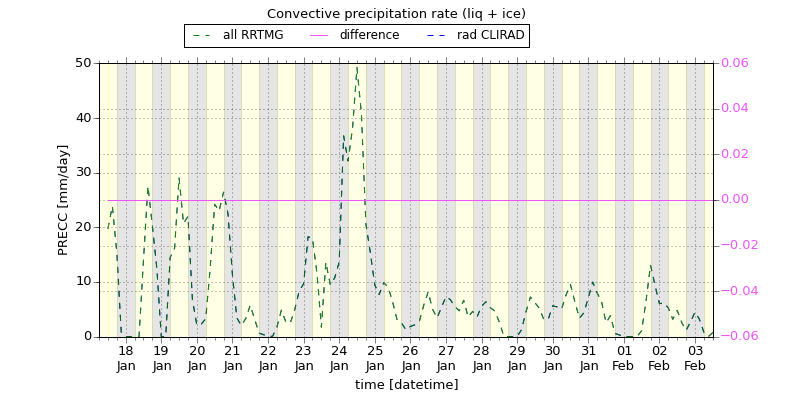 Convective precipitation rate (liq + ice)
all RRTMG difference rad CLIRAD
50
40
30
20
10
0
PRECC [mm/day]
0.06
0.04
0.02
0.00
−0.02
−0.04
−0.06
18 19 20 21 22 23 24 25 26 27 28 29 30 31 01 02 03
Jan Jan Jan Jan Jan Jan Jan Jan Jan Jan Jan Jan Jan Jan Feb Feb Feb
time [datetime]